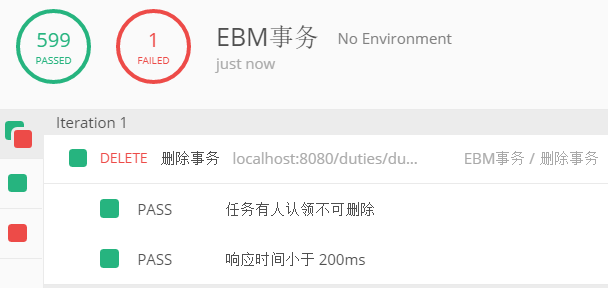 599
PASSED
1
FAILED
EBM事务 No Environment
just now
Iteration 1
DELETE 删除事务 localhost:8080/duties/du... EBM事务 / 删除事务
PASS 任务有人认领不可删除
PASS 响应时间小于 200ms